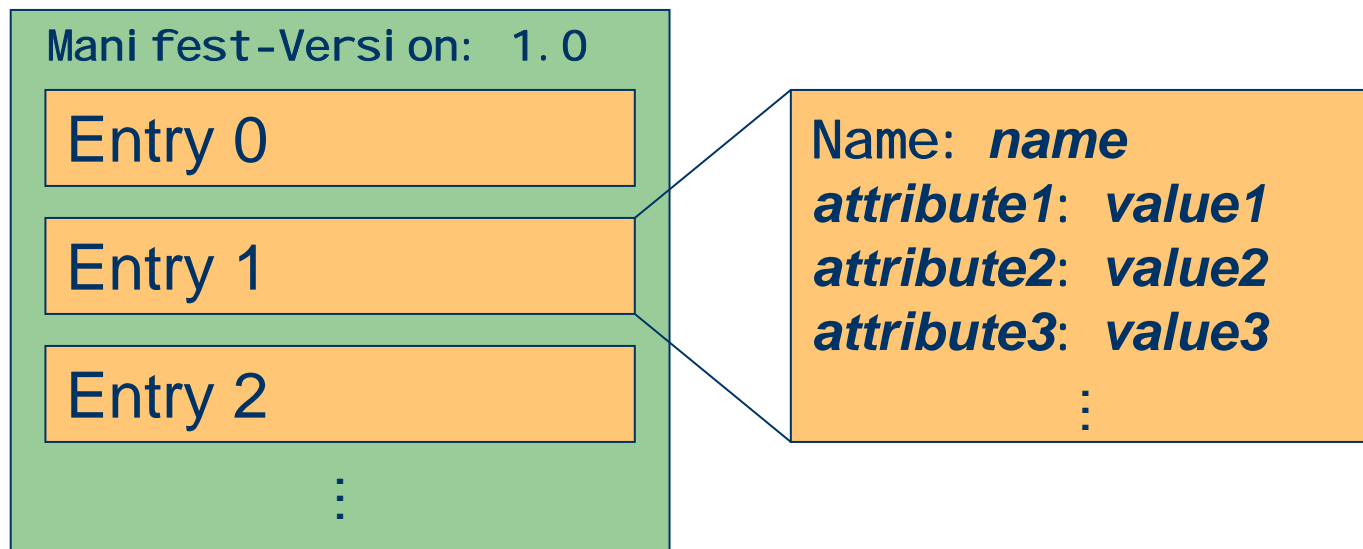 Manifest-Version: 1.0
Entry 0
Entry 1
Entry 2
⋮
Name: name
attribute1: value1
attribute2: value2
attribute3: value3
⋮